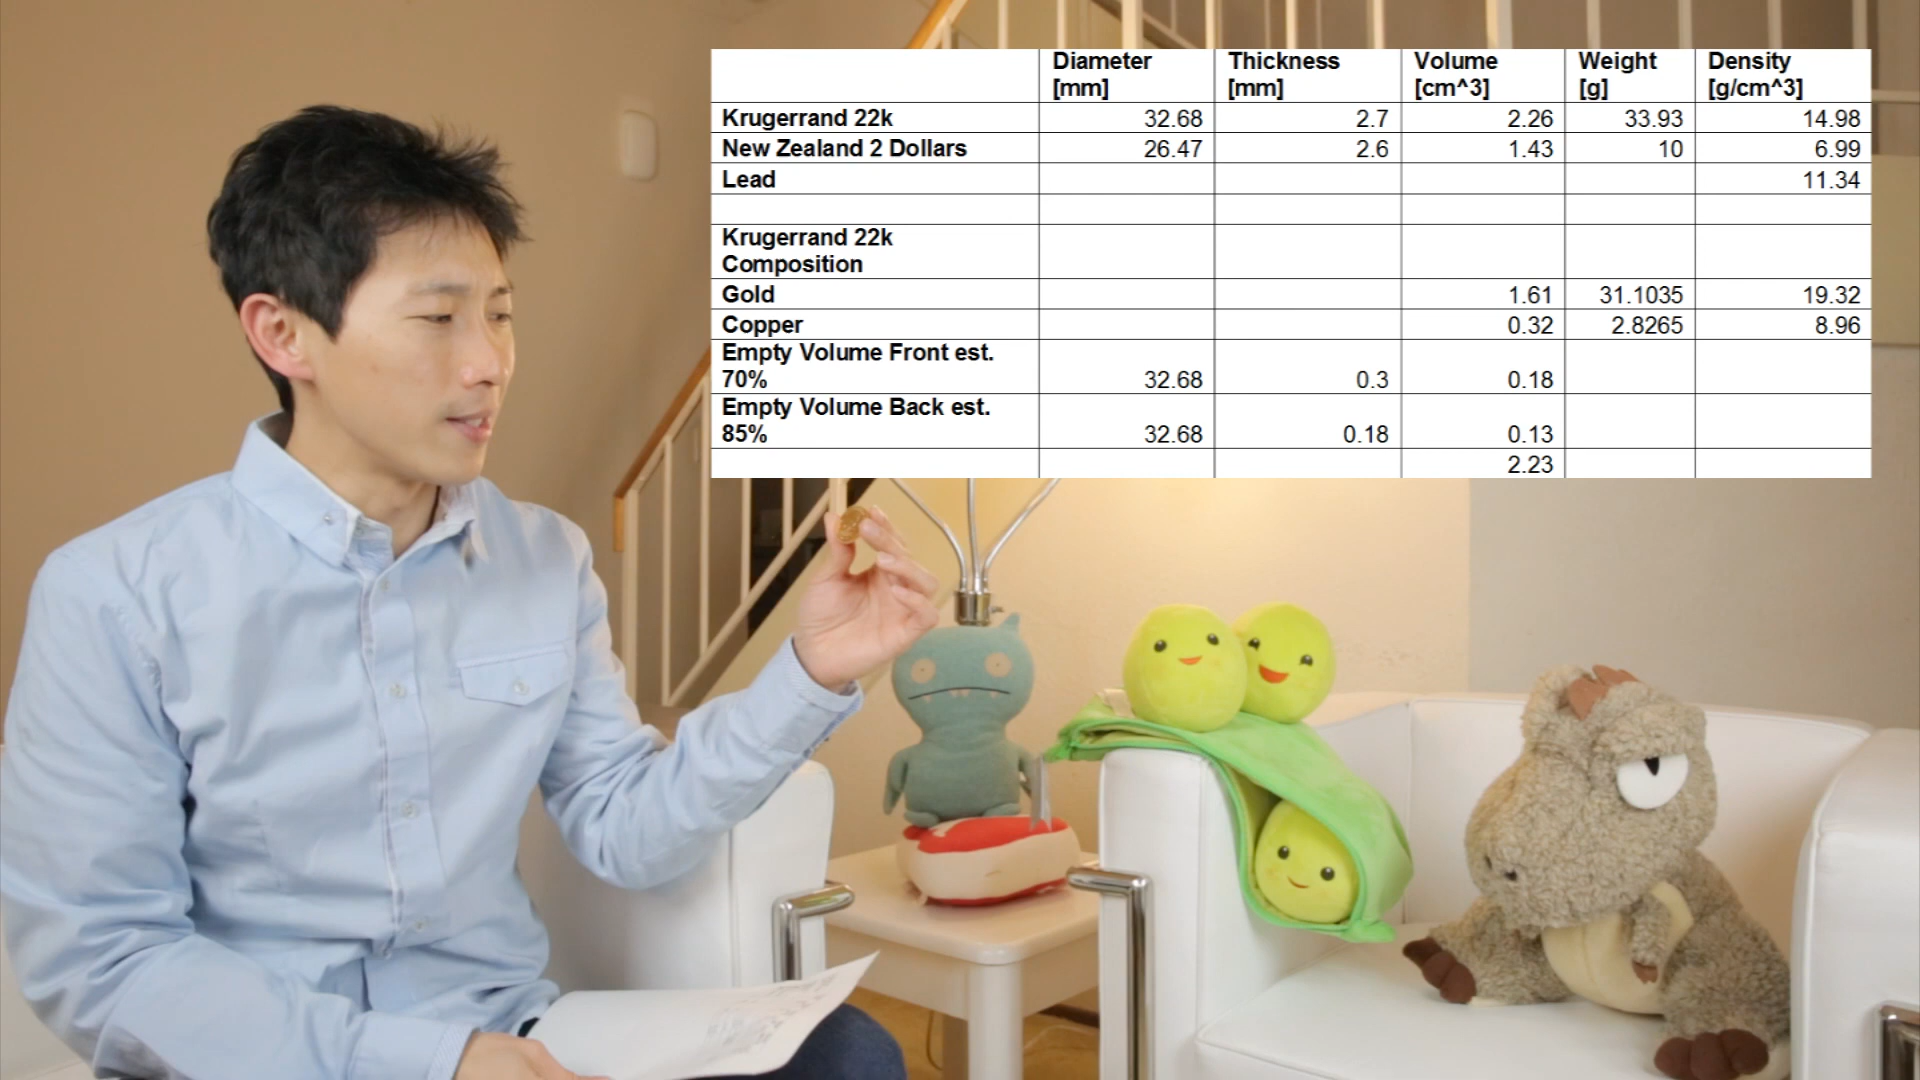 Diameter [mm] Thickness [mm] Volume [cm^3] Weight [g] Density [g/cm^3]
Krugerrand 22k 32.68 2.7 2.26 33.93 14.98
New Zealand 2 Dollars 26.47 2.6 1.43 10 6.99
Lead 11.34
Krugerrand 22k
Composition
Gold 1.61 31.1035 19.32
Copper 0.32 2.8265 8.96
Empty Volume Front est.
70% 32.68 0.3 0.18
Empty Volume Back est.
85% 32.68 0.18 0.13
2.23